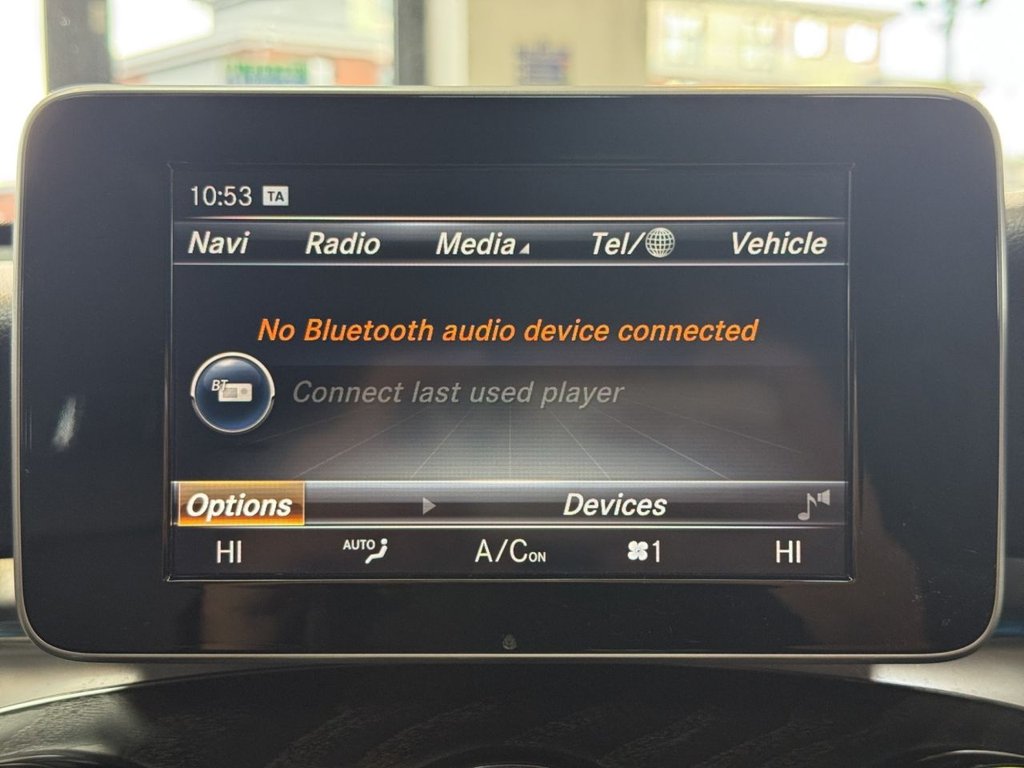 10:53 TA
Navi Radio Media Tel/ Vehicle
No Bluetooth audio device connected
BT
Connect last used player
Options Devices
HI AUTO A/C ON 1 HI